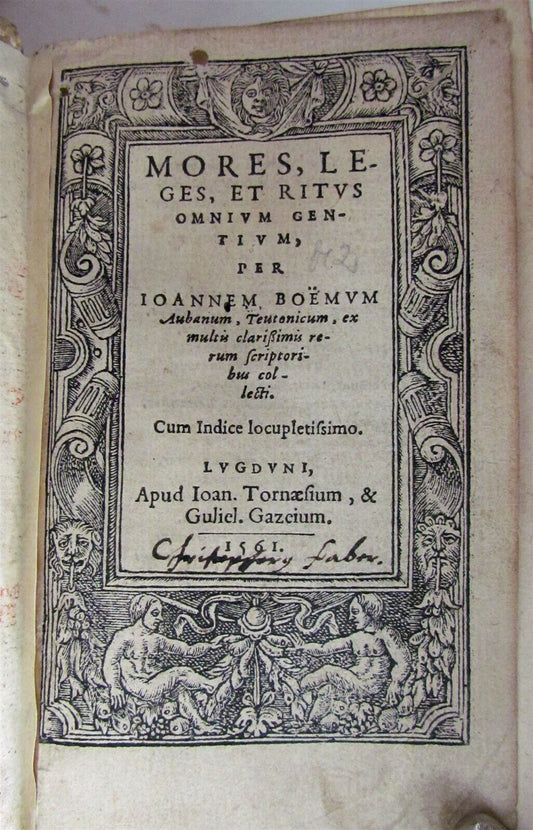 MORES, LE-
GES, ET RITVS
OMNIVM GEN-
TIVM,
PER
IOANNEM BOËMVM
Aubanum, Teutonicum, ex
multis clarißimis re-
rum ſcriptori-
bus col-
lecti.
Cum Indice locupletiſsimo.
LVGDVNI,
Apud Ioan. Tornæſium, &
Guliel. Gazeium.
1561.
faber.